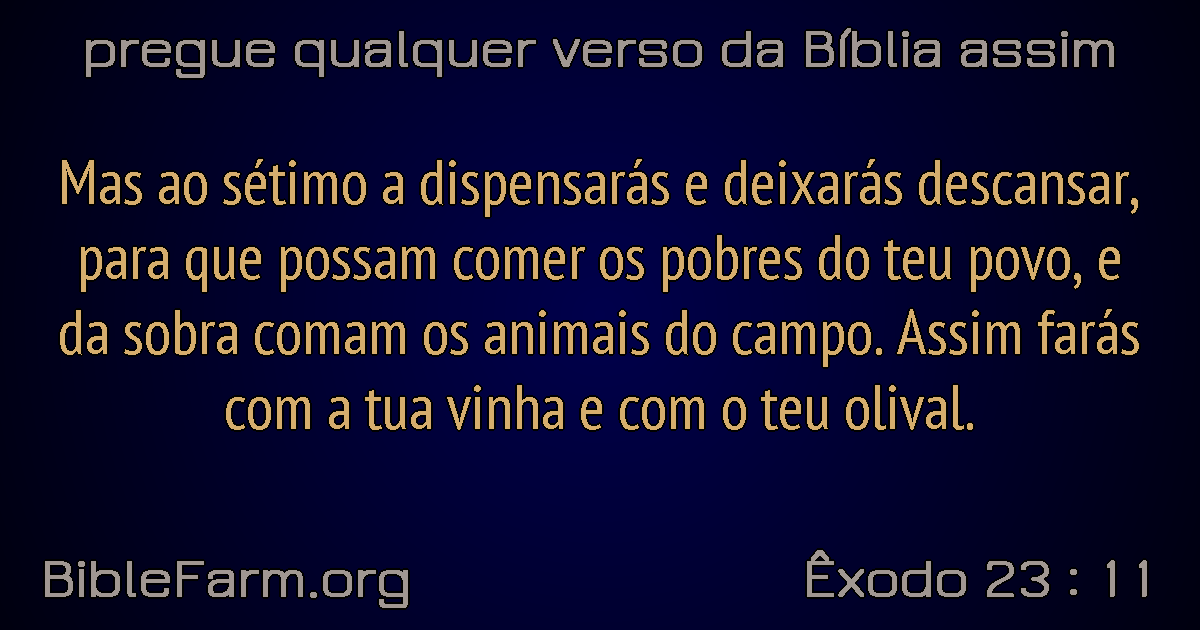 pregue qualquer verso da Bíblia assim
Mas ao sétimo a dispensarás e deixarás descansar,
para que possam comer os pobres do teu povo, e
da sobra comam os animais do campo. Assim farás
com a tua vinha e com o teu olival.
BibleFarm.org
Êxodo 23 : 11